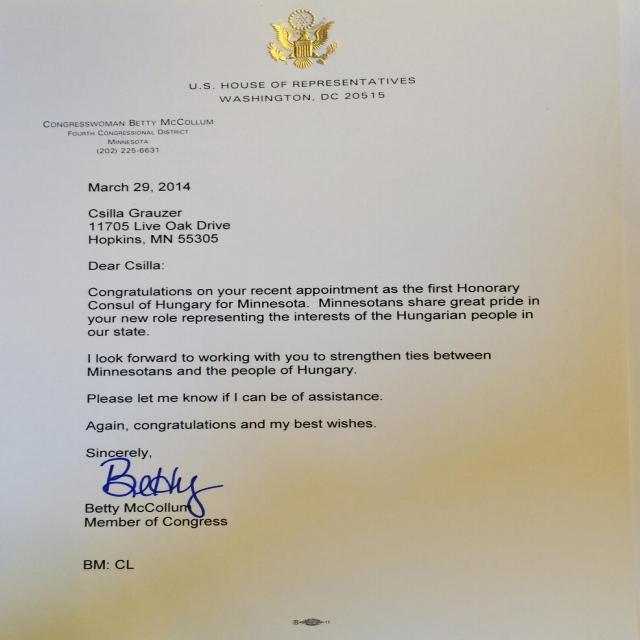 U.S. HOUSE OF REPRESENTATIVES
WASHINGTON, DC 20515
CONGRESSWOMAN BETTY MCCOLLUM
FOURTH CONGRESSIONAL DISTRICT
MINNESOTA
(202) 225-6631
March 29, 2014
Csilla Grauzer
11705 Live Oak Drive
Hopkins, MN 55305
Dear Csilla:
Congratulations on your recent appointment as the first Honorary
Consul of Hungary for Minnesota. Minnesotans share great pride in
your new role representing the interests of the Hungarian people in
our state.
I look forward to working with you to strengthen ties between
Minnesotans and the people of Hungary.
Please let me know if I can be of assistance.
Again, congratulations and my best wishes.
Sincerely,
Betty
Betty McCollum
Member of Congress
BM: CL